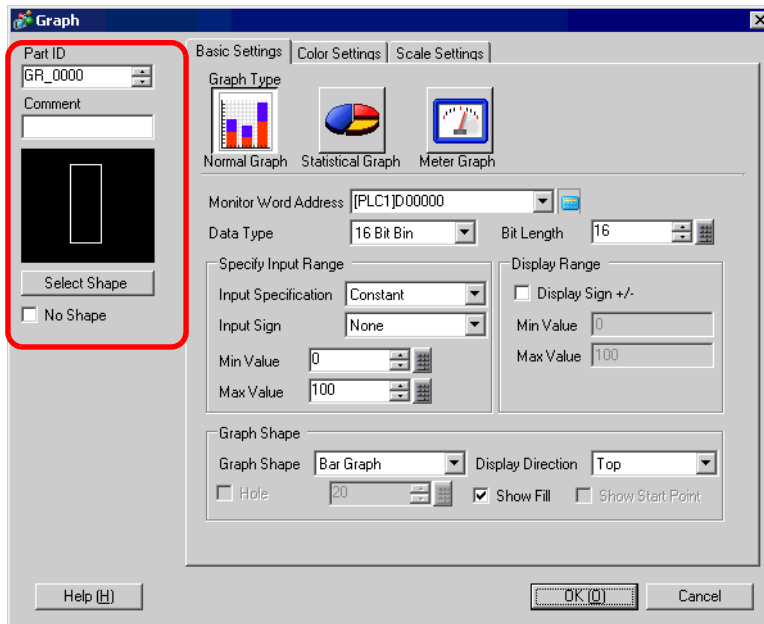 Graph
Part ID
GR_0000
Comment
Select Shape
No Shape
Basic Settings Color Settings Scale Settings
Graph Type
Normal Graph Statistical Graph Meter Graph
Monitor Word Address [PLC1]D00000
Data Type 16 Bit Bin Bit Length 16
Specify Input Range Display Range
Input Specification Constant Display Sign +/-
Input Sign None Min Value 0
Min Value 0 Max Value 100
Max Value 100
Graph Shape
Graph Shape Bar Graph Display Direction Top
Hole 20 Show Fill Show Start Point
Help (H) OK (O) Cancel